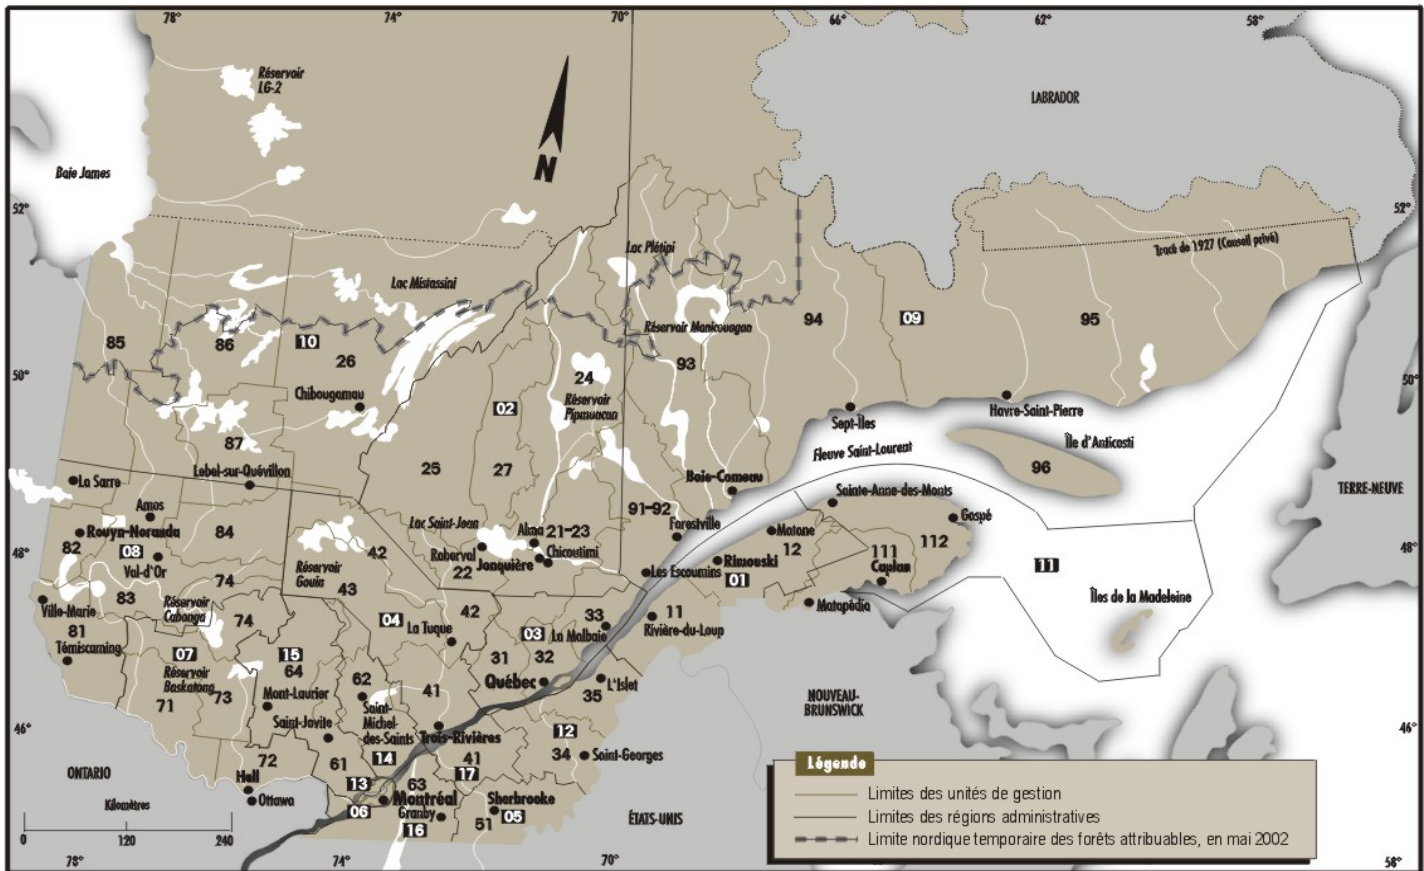 78°
74°
70°
66°
62°
58°
Réservoir
LG-2
LABRADOR
Baie James
N
52°
52°
Lac Plétipi
Tracé de 1927 (Conseil privé)
Lac Mistassini
Réservoir Manicouagan
94
09
95
85
86
10
26
93
50°
50°
24
Chibougamau
02
Réservoir
Pipmuacan
Havre-Saint-Pierre
Sept-Îles
Île d'Anticosti
87
Fleuve Saint-Laurent
25
27
96
Lebel-sur-Quévillon
Baie-Comeau
La Sarre
TERRE-NEUVE
Sainte-Anne-des-Monts
Amos
91-92
Gaspé
Rouyn-Noranda
84
Lac Saint-Jean
Alma
21-23
Forestville
Matane
82
08
42
Roberval
Chicoutimi
12
111
112
48°
48°
Val-d'Or
Réservoir
Gouin
22
Jonquière
Les Escoumins
Rimouski
Caplan
11
74
43
01
83
Réservoir
Cabonga
Ville-Marie
42
33
11
Matapédia
Îles de la Madeleine
74
04
La Tuque
03
La Malbaie
Rivière-du-Loup
81
07
15
31
32
Témiscaming
Réservoir
Baskatong
64
62
Québec
L'Islet
73
Mont-Laurier
41
35
71
Saint-Jovite
Saint-
Michel-
des-Saints
NOUVEAU-
BRUNSWICK
46°
46°
Trois-Rivières
12
72
61
14
41
34
Saint-Georges
Légende
ONTARIO
Hull
13
63
17
Limites des unités de gestion
Ottawa
Montréal
Sherbrooke
Kilomètres
06
Granby
05
Limites des régions administratives
16
51
ÉTATS-UNIS
0
120
240
Limite nordique temporaire des forêts attribuables, en mai 2002
78°
74°
70°
58°